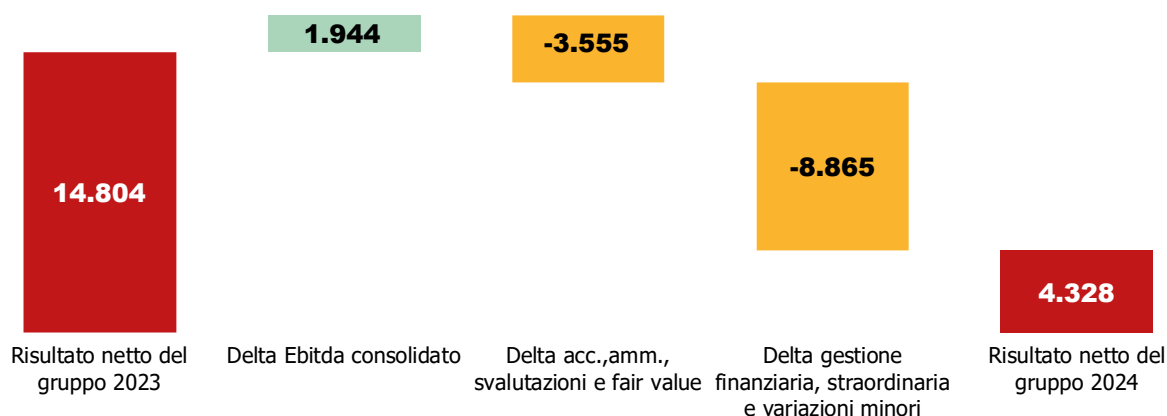 1.944
-3.555
-8.865
14.804
4.328
Risultato netto del
gruppo 2023
Delta Ebitda consolidato
Delta acc.,amm.,
svalutazioni e fair value
Delta gestione
finanziaria, straordinaria
e variazioni minori
Risultato netto del
gruppo 2024